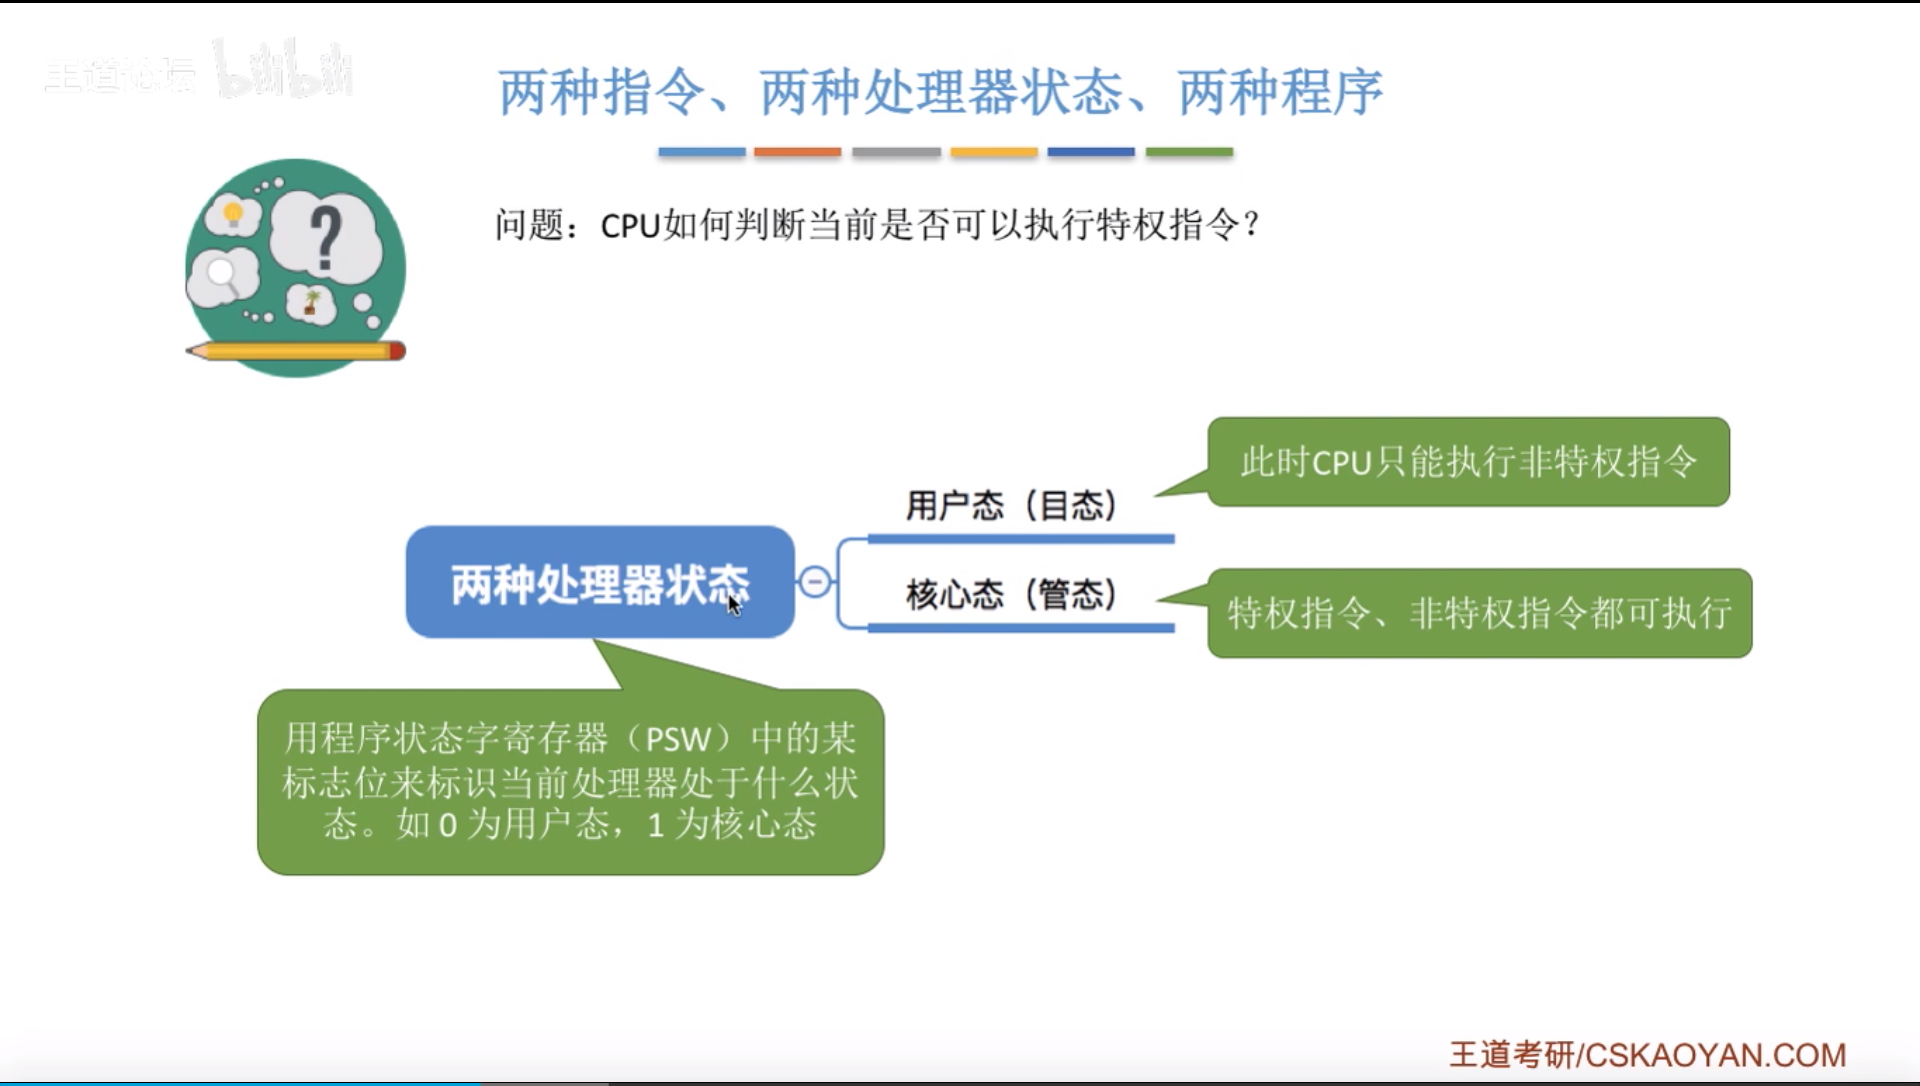 王道论坛 bilibili
两种指令、两种处理器状态、两种程序
问题：CPU如何判断当前是否可以执行特权指令？
?
此时CPU只能执行非特权指令
用户态（目态）
两种处理器状态
核心态（管态）
特权指令、非特权指令都可执行
用程序状态字寄存器（PSW）中的某
标志位来标识当前处理器处于什么状
态。如 0 为用户态，1 为核心态
王道考研/CSKAOYAN.COM